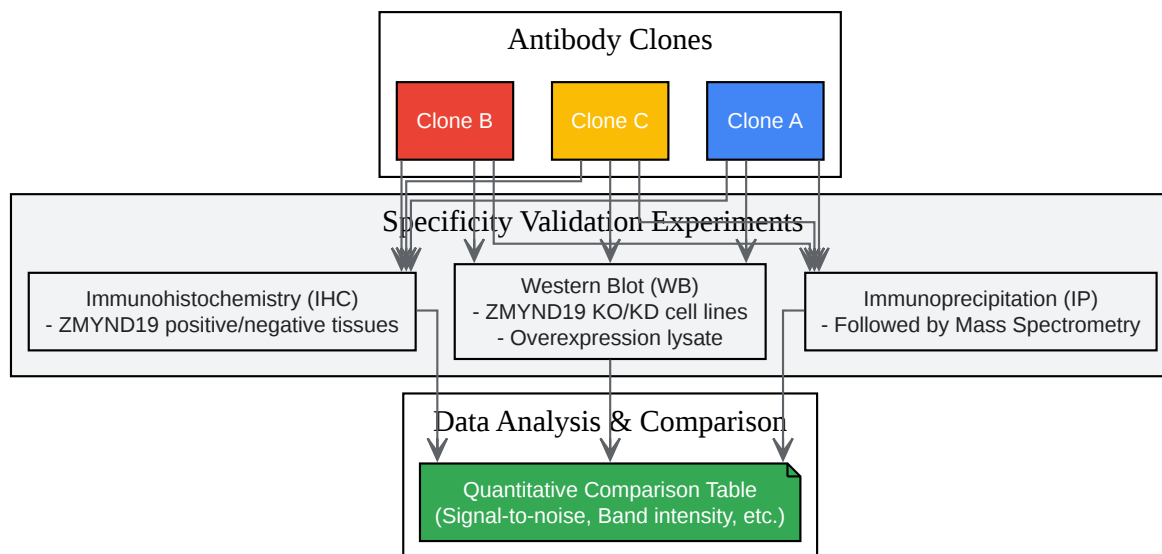 Antibody Clones
Clone B
Clone C
Clone A
Specificity Validation Experiments
Immunohistochemistry (IHC)
- ZMYND19 positive/negative tissues
Western Blot (WB)
- ZMYND19 KO/KD cell lines
- Overexpression lysate
Immunoprecipitation (IP)
- Followed by Mass Spectrometry
Data Analysis & Comparison
Quantitative Comparison Table
(Signal-to-noise, Band intensity, etc.)